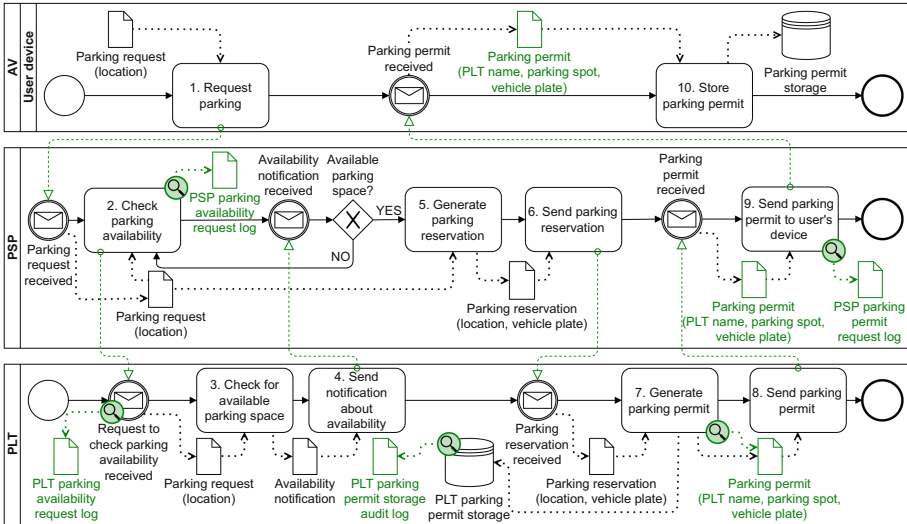 AV
User device
Parking request
(location)
1. Request
parking
Parking permit
received
Parking permit
(PLT name, parking spot,
vehicle plate)
10. Store
parking permit
Parking permit
storage
PSP
Parking
request
received
2. Check
parking
availability
PSP parking
availability
request log
Parking request
(location)
Availability
notification
received
Available
parking
space?
YES
NO
5. Generate
parking
reservation
6. Send parking
reservation
Parking reservation
(location, vehicle plate)
Parking
permit
received
9. Send parking
permit to user's
device
Parking permit
(PLT name, parking spot,
vehicle plate)
PSP parking
permit
request log
PLT
Request to
check parking
availability
received
PLT parking
availability
request log
3. Check for
available
parking space
Parking request
(location)
4. Send
notification
about
availability
Availability
notification
PLT parking
permit storage
audit log
PLT parking
permit storage
Parking
reservation
received
Parking reservation
(location, vehicle plate)
7. Generate
parking permit
8. Send parking
permit
Parking permit
(PLT name, parking spot,
vehicle plate)